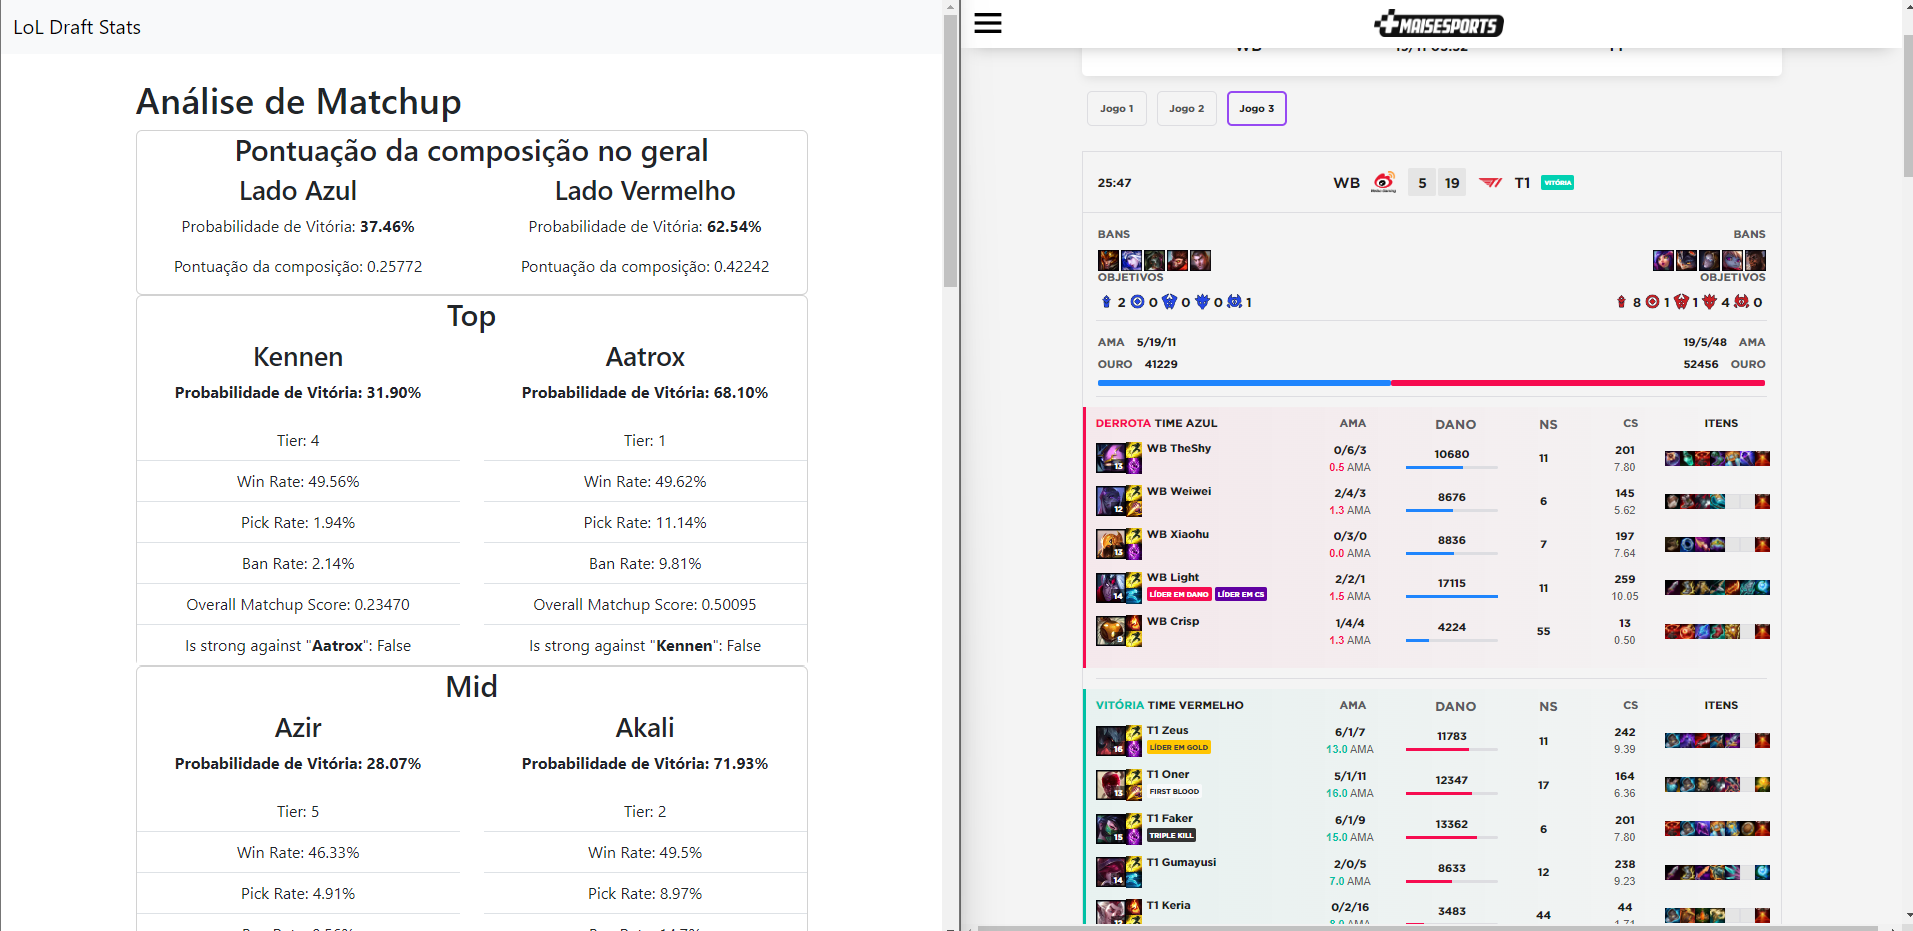 LoL Draft Stats
Análise de Matchup
Pontuação da composição no geral
Lado Azul
Lado Vermelho
Probabilidade de Vitória: 37.46%
Probabilidade de Vitória: 62.54%
Pontuação da composição: 0.25772
Pontuação da composição: 0.42242
Top
Kennen
Aatrox
Probabilidade de Vitória: 31.90%
Probabilidade de Vitória: 68.10%
Tier: 4
Tier: 1
Win Rate: 49.56%
Win Rate: 49.62%
Pick Rate: 1.94%
Pick Rate: 11.14%
Ban Rate: 2.14%
Ban Rate: 9.81%
Overall Matchup Score: 0.23470
Overall Matchup Score: 0.50095
Is strong against "Aatrox": False
Is strong against "Kennen": False
Mid
Azir
Akali
Probabilidade de Vitória: 28.07%
Probabilidade de Vitória: 71.93%
Tier: 5
Tier: 2
Win Rate: 46.33%
Win Rate: 49.5%
Pick Rate: 4.91%
Pick Rate: 8.97%
+MAISESPORTS
Jogo 1
Jogo 2
Jogo 3
25:47
WB
5
19
T1
VITÓRIA
BANS
BANS
OBJETIVOS
OBJETIVOS
2 0 0 0 1
8 1 1 4 0
AMA 5/19/11
19/5/48 AMA
OURO 41229
52456 OURO
DERROTA TIME AZUL AMA DANO NS CS ITENS
13
WB TheShy
0/6/3
0.5 AMA
10680
11
201
7.80
12
WB Weiwei
2/4/3
1.3 AMA
8676
6
145
5.62
13
WB Xiaohu
0/3/0
0.0 AMA
8836
7
197
7.64
14
WB Light
LÍDER EM DANO LÍDER EM CS
2/2/1
1.5 AMA
17115
11
259
10.05
9
WB Crisp
1/4/4
1.3 AMA
4224
55
13
0.50
VITÓRIA TIME VERMELHO AMA DANO NS CS ITENS
16
T1 Zeus
LÍDER EM GOLD
6/1/7
13.0 AMA
11783
11
242
9.39
13
T1 Oner
FIRST BLOOD
5/1/11
16.0 AMA
12347
17
164
6.36
15
T1 Faker
TRIPLE KILL
6/1/9
15.0 AMA
13362
6
201
7.80
14
T1 Gumayusi
2/0/5
7.0 AMA
8633
12
238
9.23
T1 Keria
0/2/16
3483
44
44